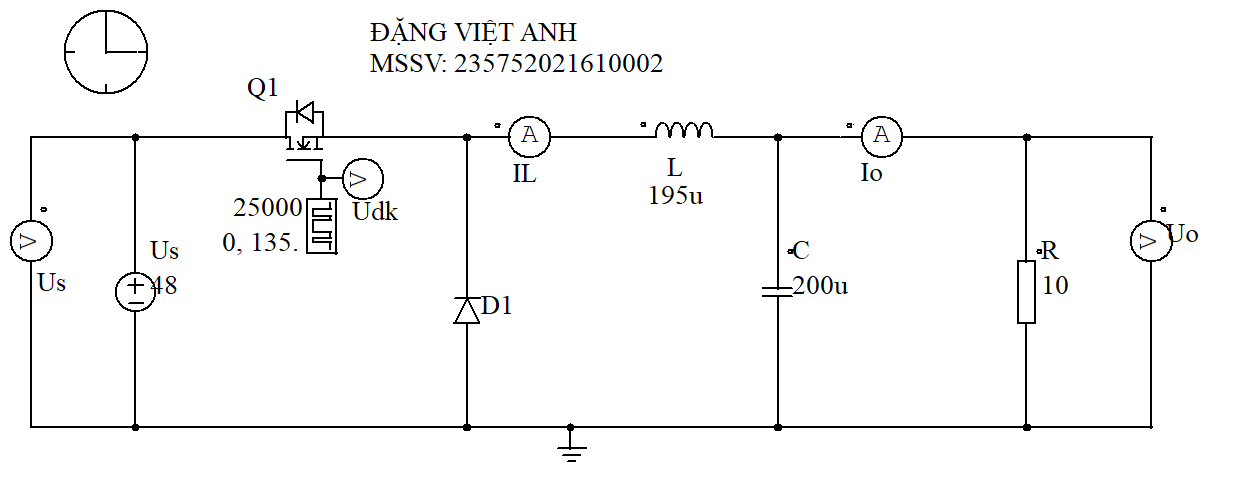 ĐẶNG VIỆT ANH
MSSV: 235752021610002
Q1
A
A
IL
L
195u
Io
V
Udk
25000
0, 135.
V
Us
Us
48
D1
C
200u
R
10
V
Uo